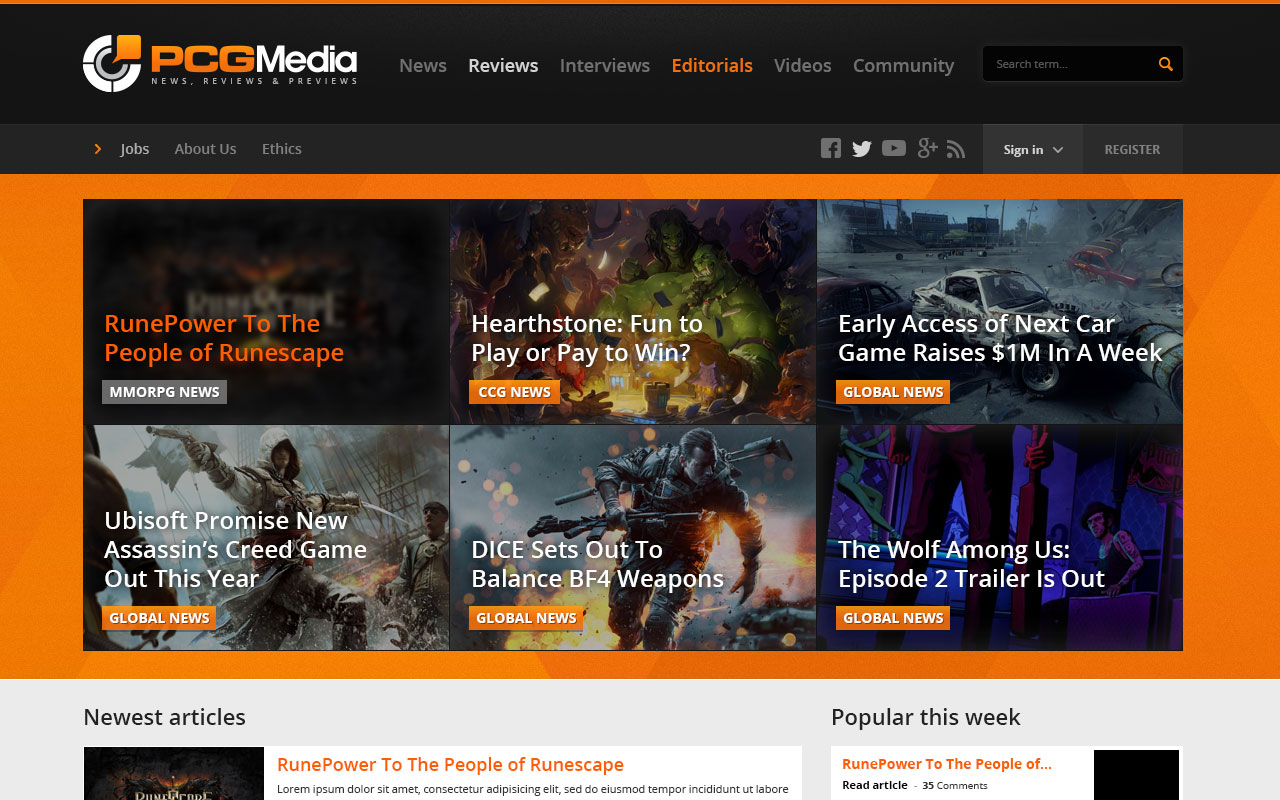 PCGMedia
NEWS, REVIEWS & PREVIEWS
News Reviews Interviews Editorials Videos Community
Search term...
Jobs About Us Ethics
Sign in
REGISTER
RuneScape
RunePower To The
People of Runescape
MMORPG NEWS
Hearthstone: Fun to
Play or Pay to Win?
CCG NEWS
Early Access of Next Car
Game Raises $1M In A Week
GLOBAL NEWS
Ubisoft Promise New
Assassin’s Creed Game
Out This Year
GLOBAL NEWS
DICE Sets Out To
Balance BF4 Weapons
GLOBAL NEWS
The Wolf Among Us:
Episode 2 Trailer Is Out
GLOBAL NEWS
Newest articles
RuneScape
RunePower To The People of Runescape
Lorem ipsum dolor sit amet, consectetur adipisicing elit, sed do eiusmod tempor incididunt ut labore
Popular this week
RunePower To The People of...
Read article - 35 Comments